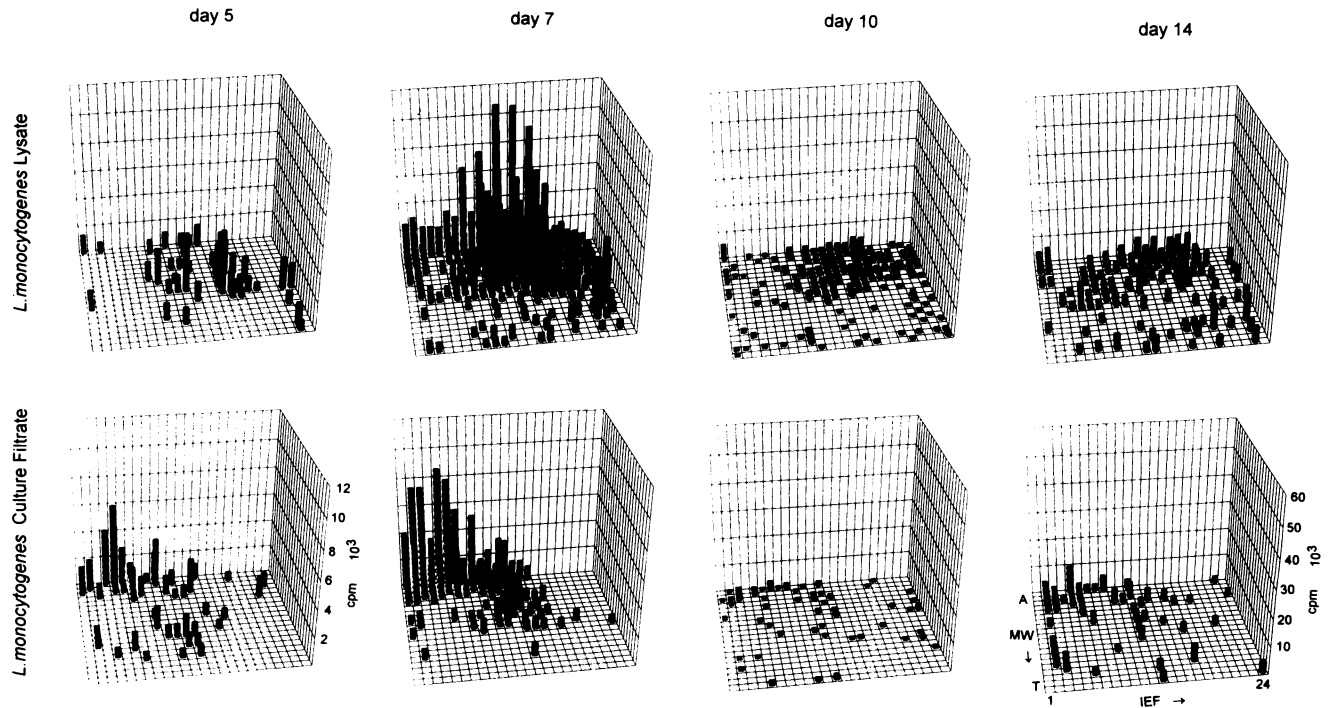 day 5
day 7
day 10
day 14
L.monocytogenes Lysate
L.monocytogenes Culture Filtrate
12
10
8
6
4
2
cpm 10³
60
50
40
30
20
10
cpm 10³
A
MW
↓
T
1
IEF →
24